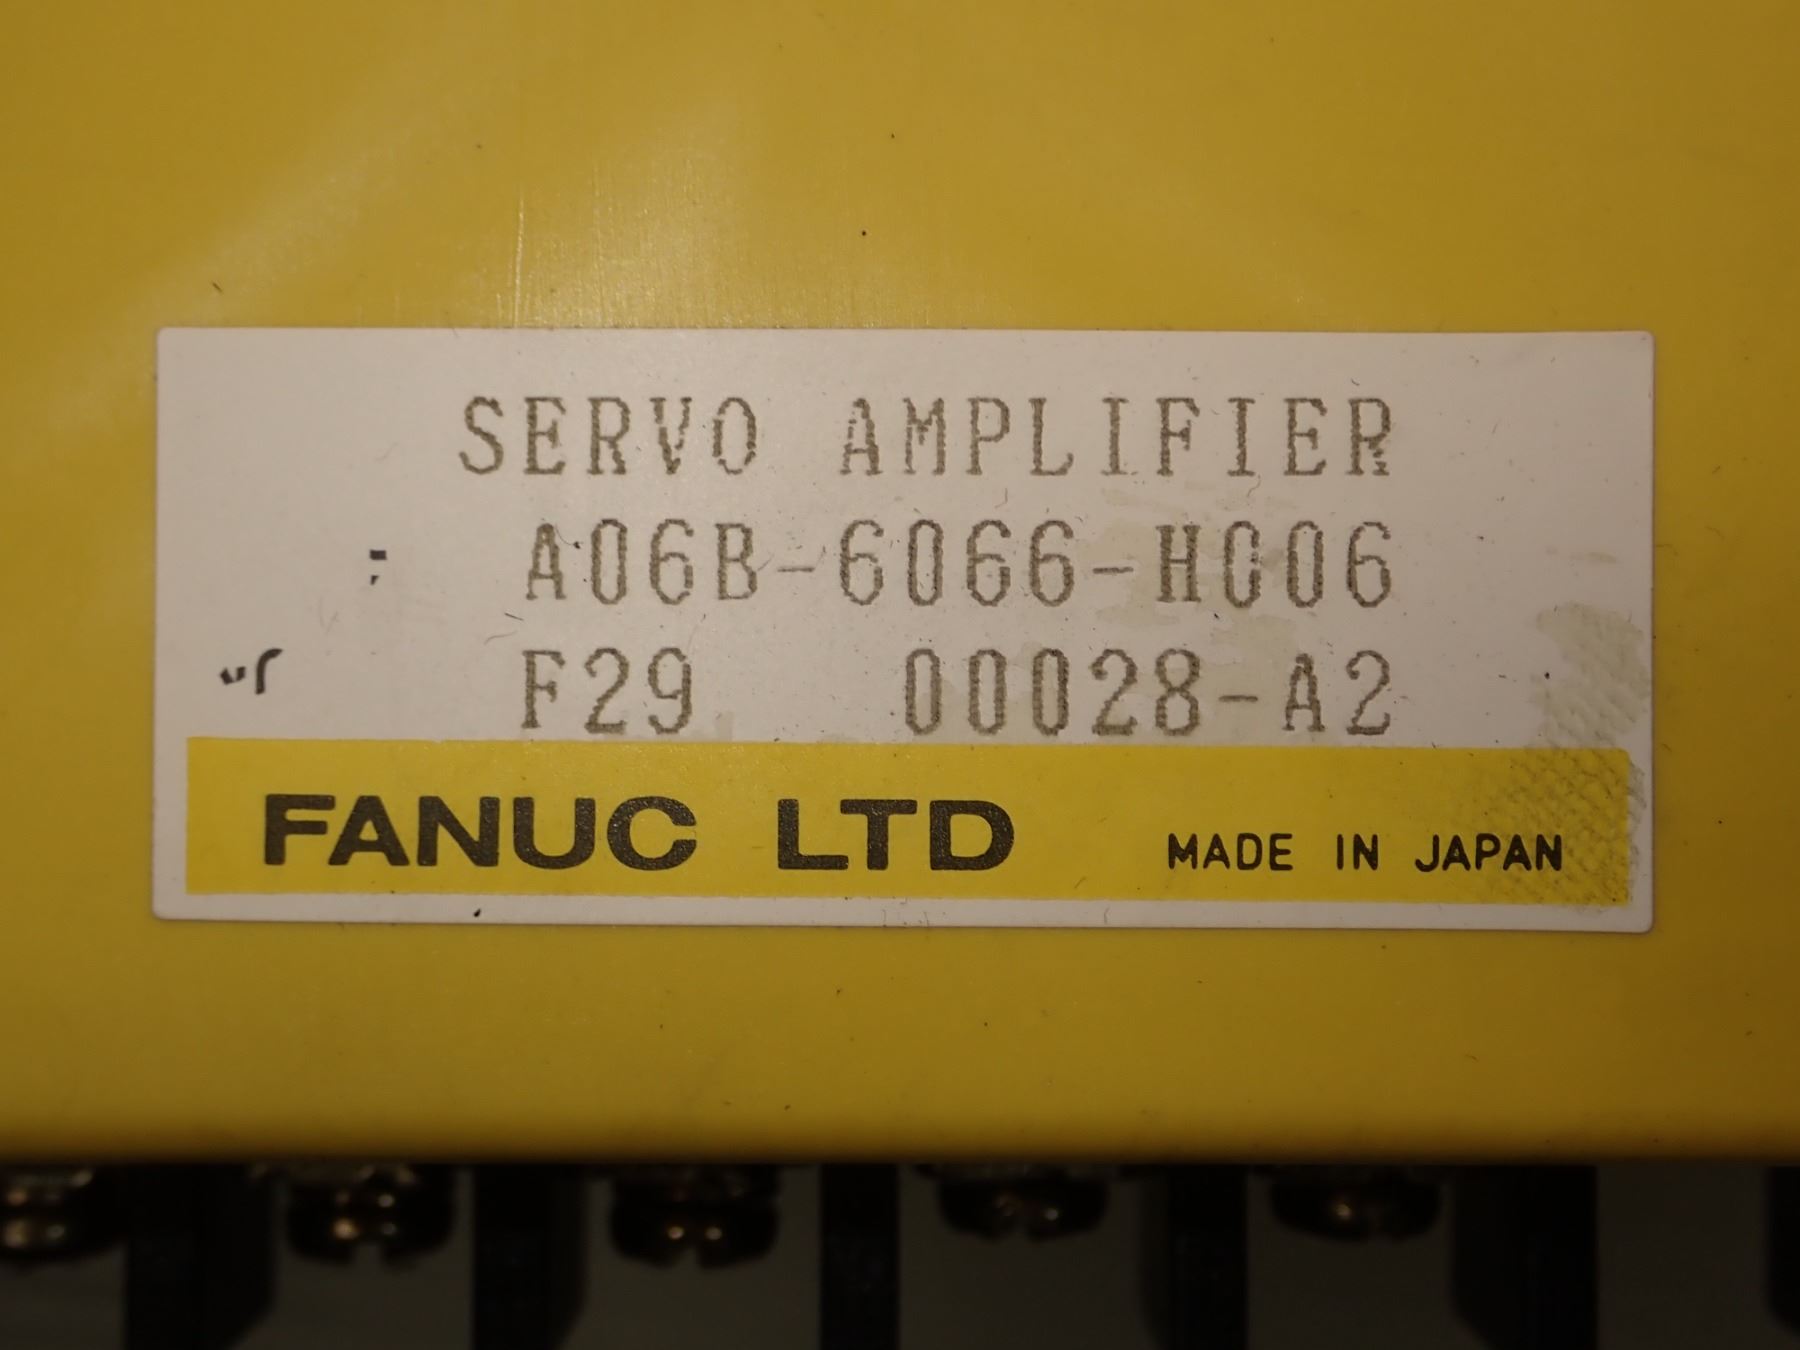 SERVO AMPLIFIER
A06B-6066-H006
F29 00028-A2
FANUC LTD MADE IN JAPAN